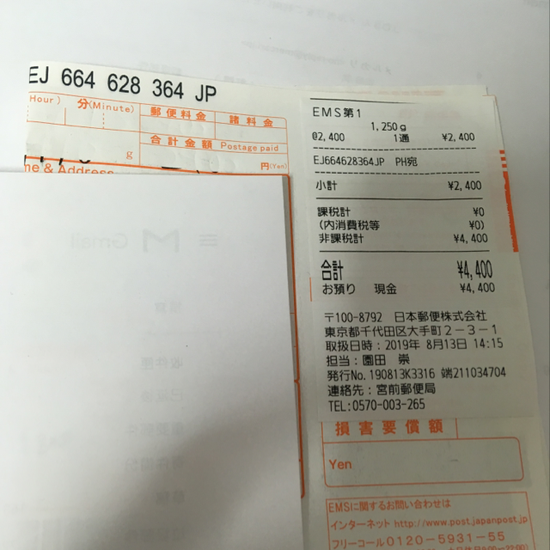 EJ 664 628 364 JP
Hour)
分(Minute)
郵便料金
諸料金
合計金額 Postage paid
g
円(Yen)
me & Address
Gmail
EMS第1
1,250g
@2,400 1通 ¥2,400
EJ664628364JP PH宛
小計 ¥2,400
課税計 ¥0
(内消費税等 ¥0)
非課税計 ¥4,400
合計 ¥4,400
お預り 現金 ¥4,400
〒100-8792 日本郵便株式会社
東京都千代田区大手町2-3-1
取扱日時:2019年 8月13日 14:15
担当:園田 崇
発行No.190813K3316 端211034704
連絡先:宮前郵便局
TEL:0570-003-265
損害要償額
Yen
EMSに関するお問い合わせは
インターネット http://www.post.japanpost.jp
フリーコール 0120-5931-55